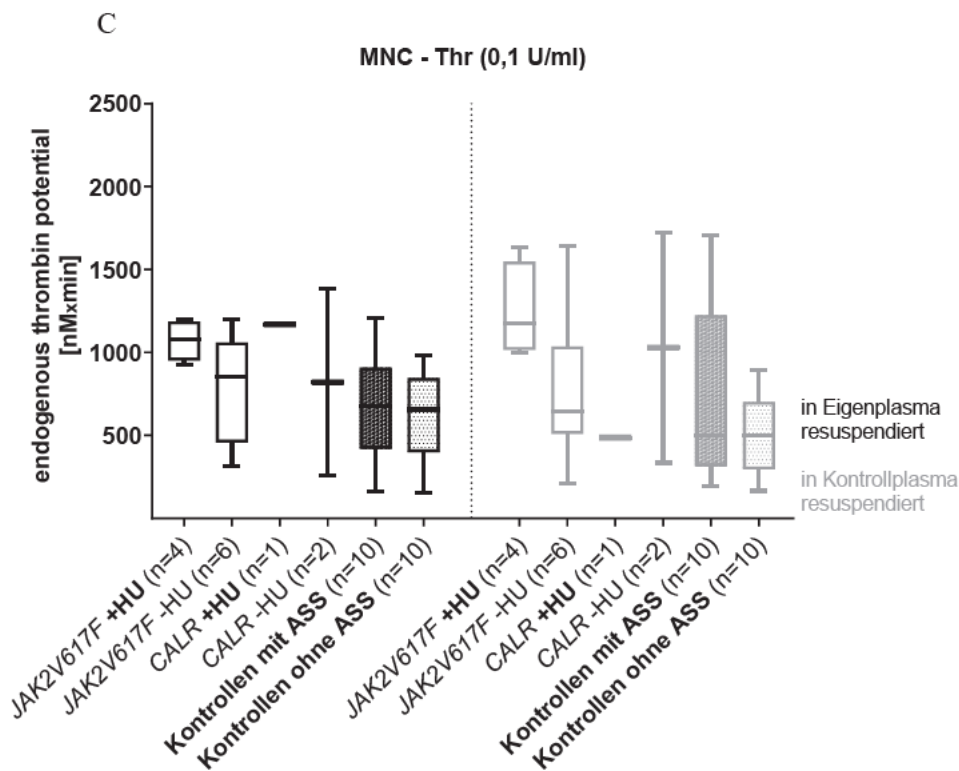 C
MNC - Thr (0,1 U/ml)
endogenous thrombin potential
[nMxmin]
2500
2000
1500
1000
500
JAK2V617F +HU (n=4)
JAK2V617F -HU (n=6)
CALR +HU (n=1)
CALR -HU (n=2)
Kontrollen mit ASS (n=10)
Kontrollen ohne ASS (n=10)
JAK2V617F +HU (n=4)
JAK2V617F -HU (n=6)
CALR +HU (n=1)
CALR -HU (n=2)
Kontrollen mit ASS (n=10)
Kontrollen ohne ASS (n=10)
in Eigenplasma
resuspendiert
in Kontrollplasma
resuspendiert